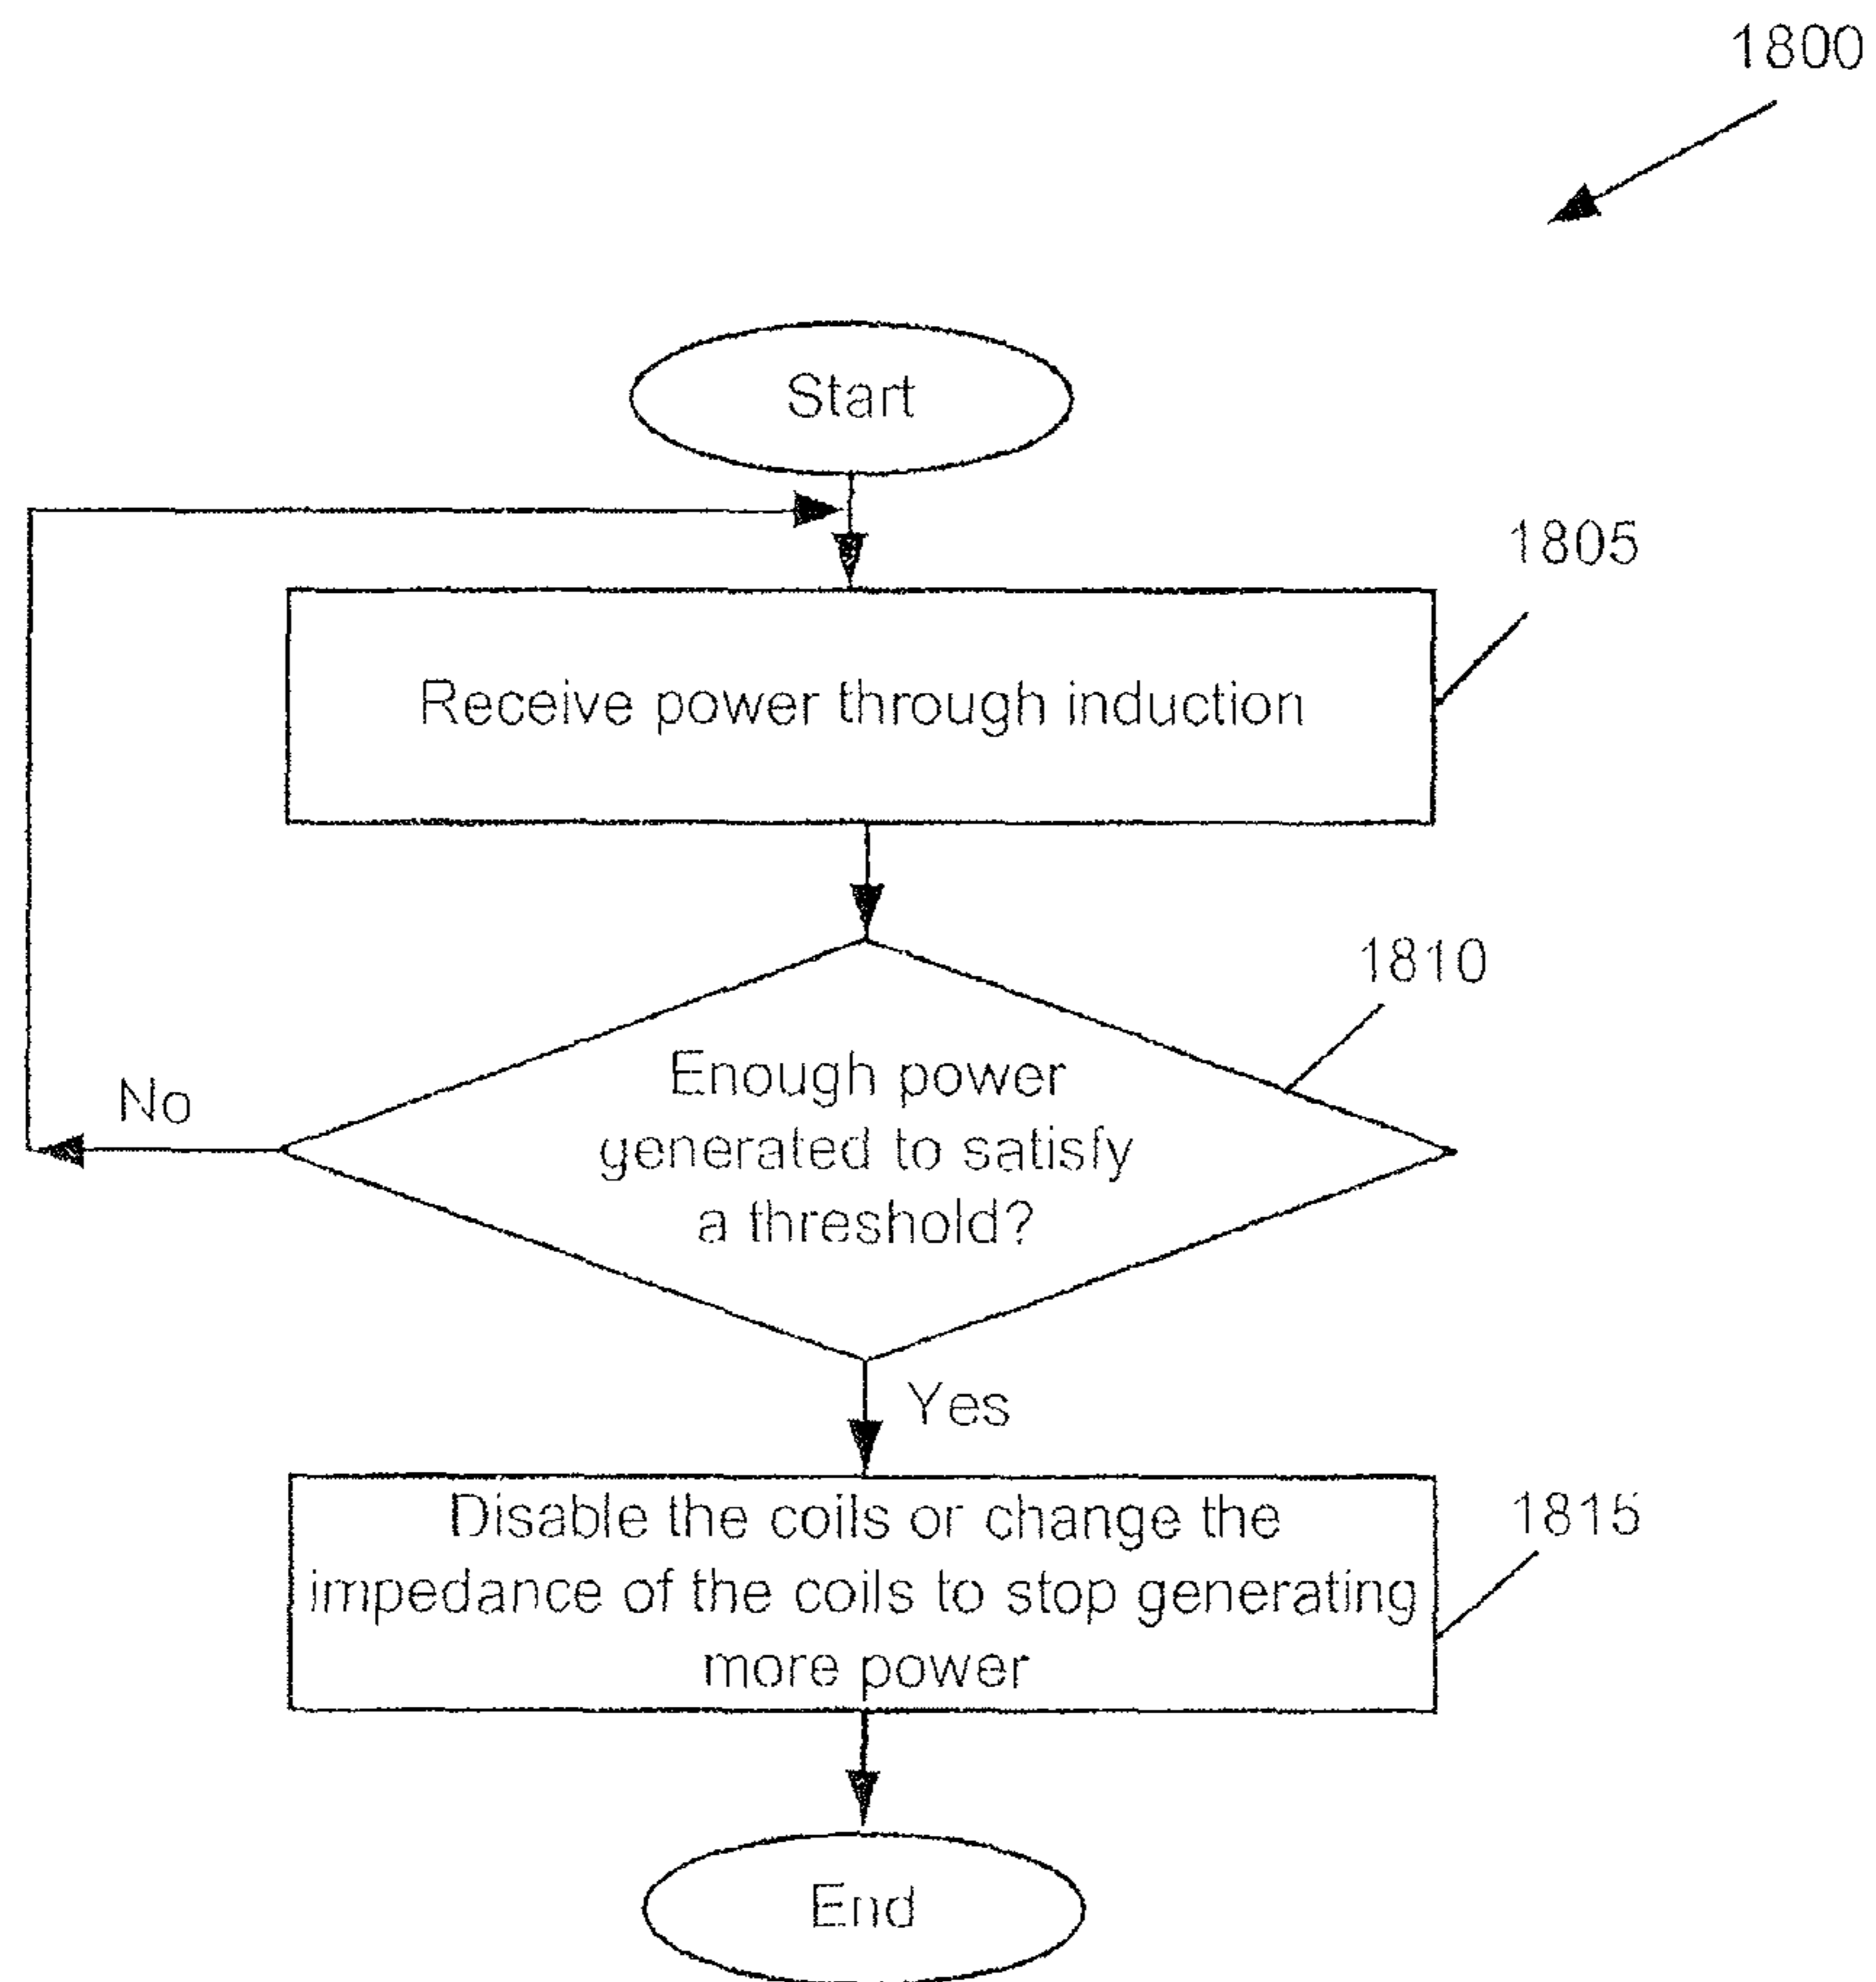 1800
Start
1805
Receive power through induction
1810
Enough power
generated to satisfy
a threshold?
No
Yes
Disable the coils or change the
impedance of the coils to stop generating
more power
1815
End